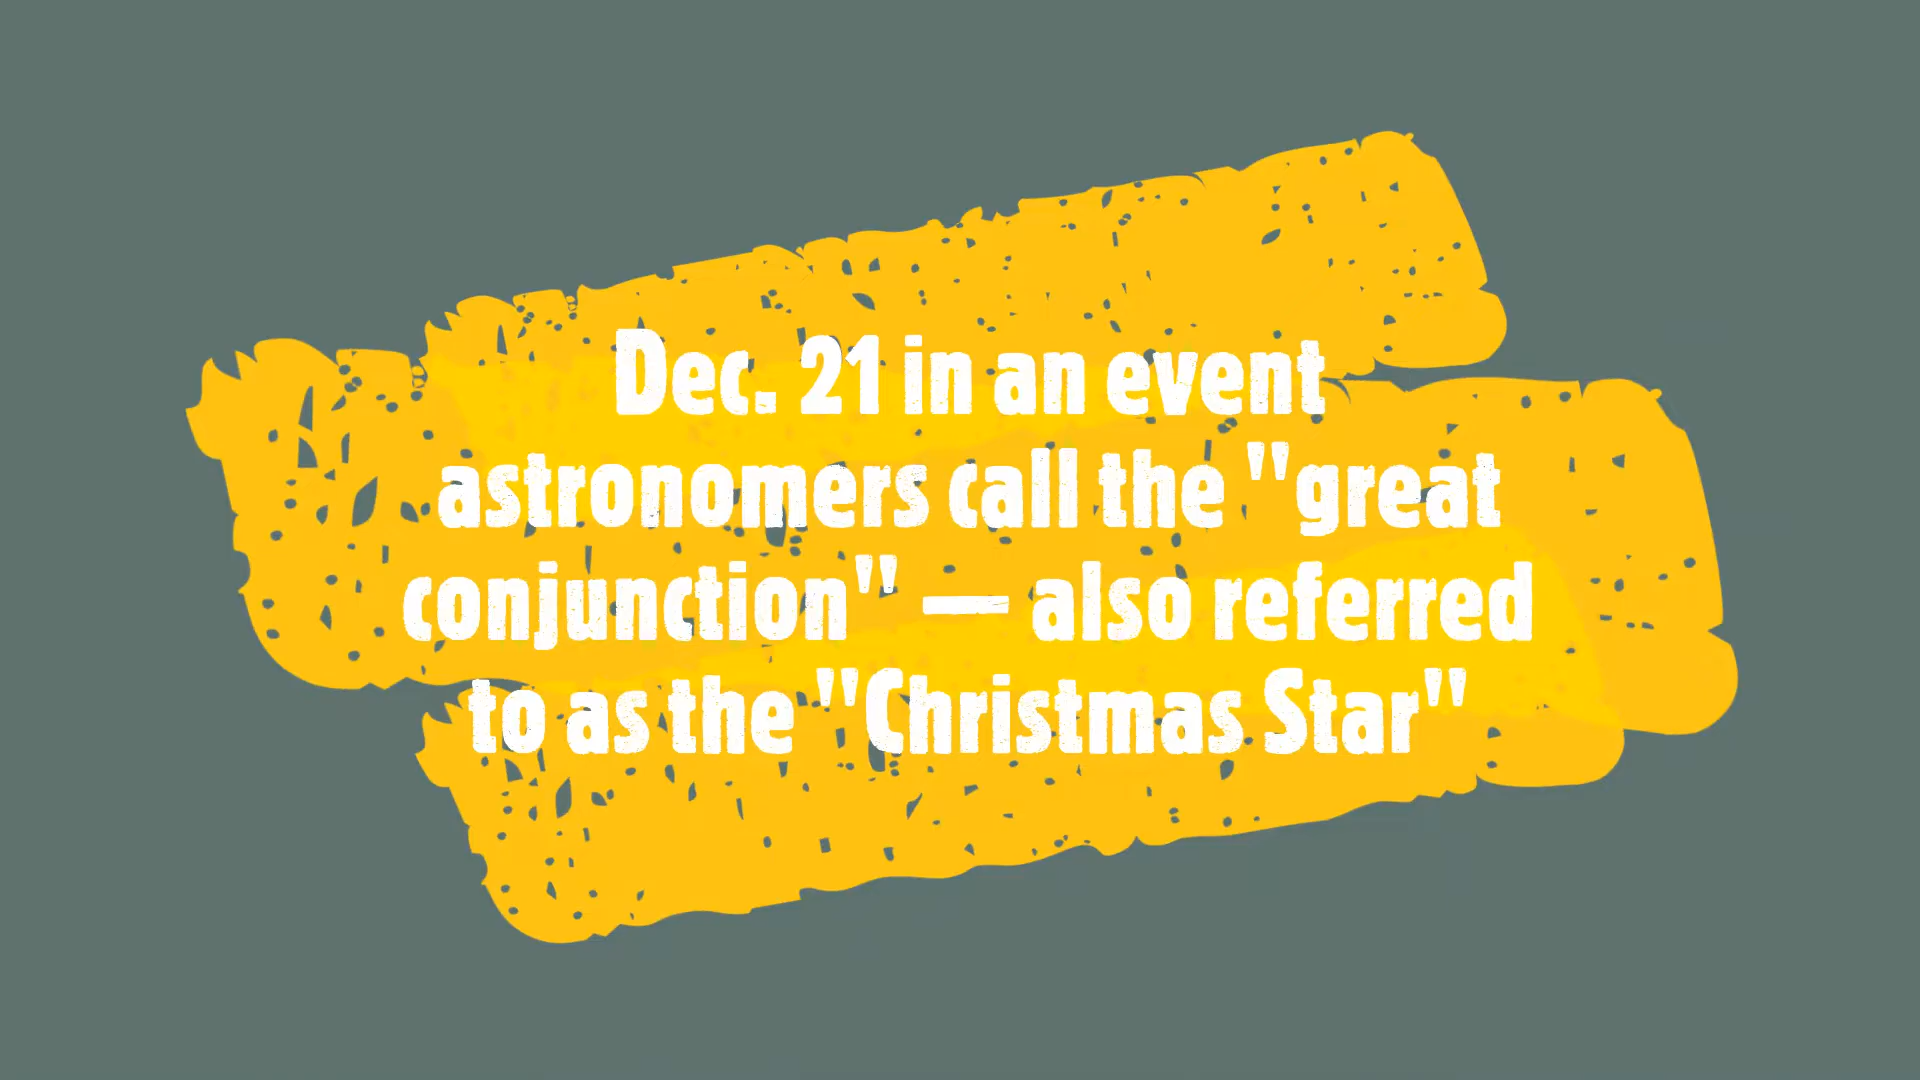 Dec. 21 in an event
astronomers call the "great
conjunction" — also referred
to as the "Christmas Star"